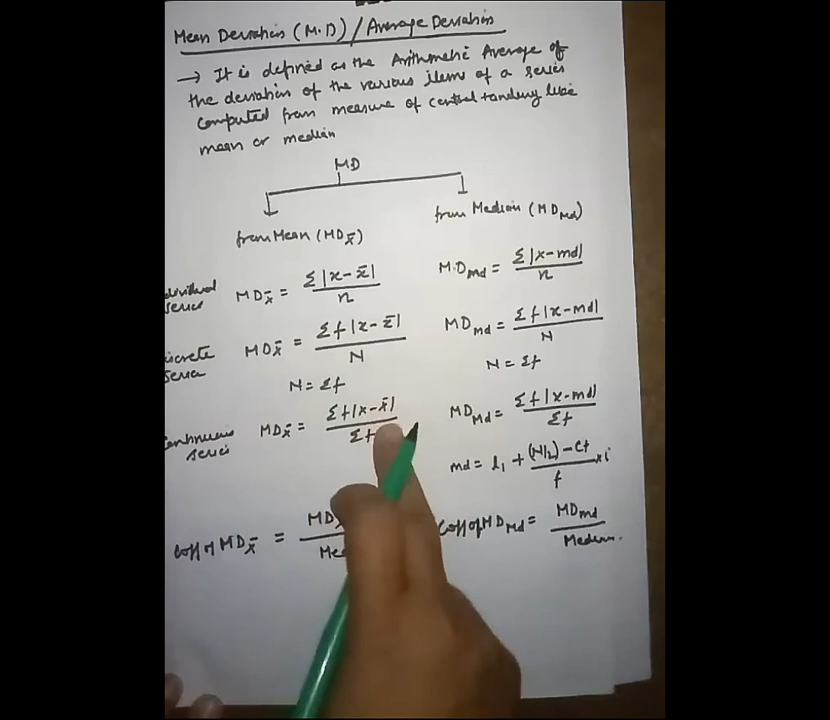 Mean Deviation (M.D) / Average Deviation
→ It is defined as the Arithmetic Average of
the deviation of the various items of a series
computed from measure of central tandency like
mean or median
MD
from Mean (MD x̄)
from Median (MD Md)
series MD x̄ = Σ|x-x̄| / n
M.D md = Σ|x-md| / n
MD x̄ = Σf|x-x̄| / N
MD md = Σf|x-md| / N
N = Σf
N = Σf
series MD x̄ = Σf|x-x̄| / Σf
MD Md = Σf|x-md| / Σf
md = l₁ + (N/2) - Cf / f × i
Coff of MD x̄ = MD
Coff of MD Md = MD md / Median.